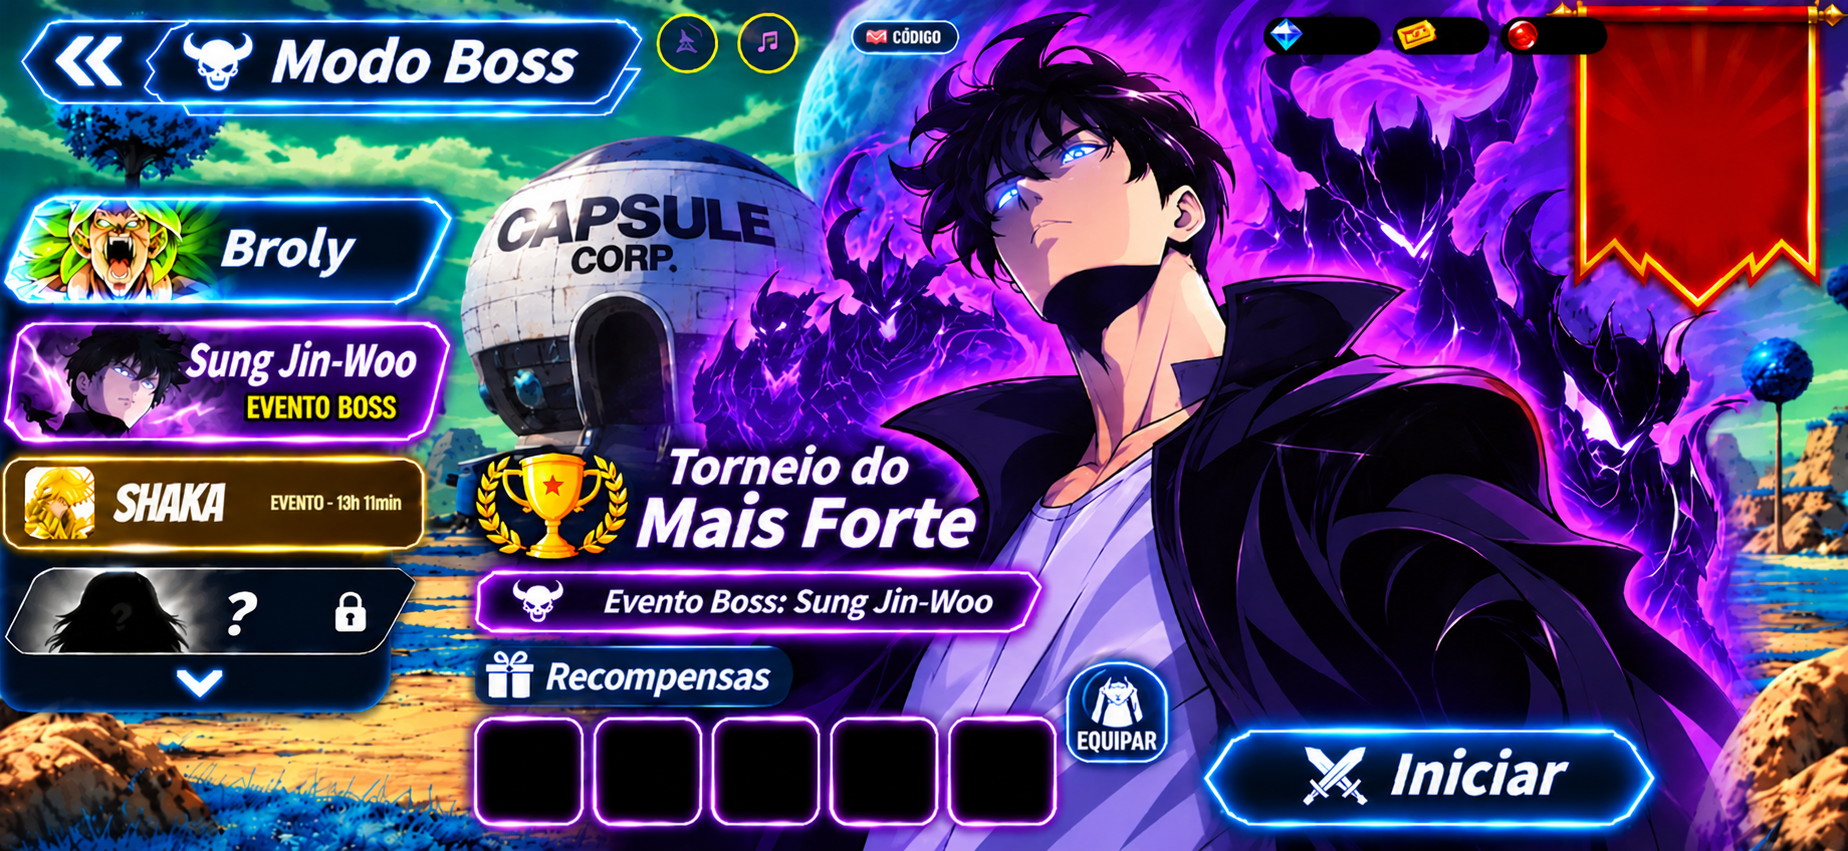 Modo Boss
CÓDIGO
Broly
CAPSULE
CORP.
Sung Jin-Woo
EVENTO BOSS
SHAKA
EVENTO - 13h 11min
?
?
Torneio do
Mais Forte
Evento Boss: Sung Jin-Woo
Recompensas
EQUIPAR
Iniciar